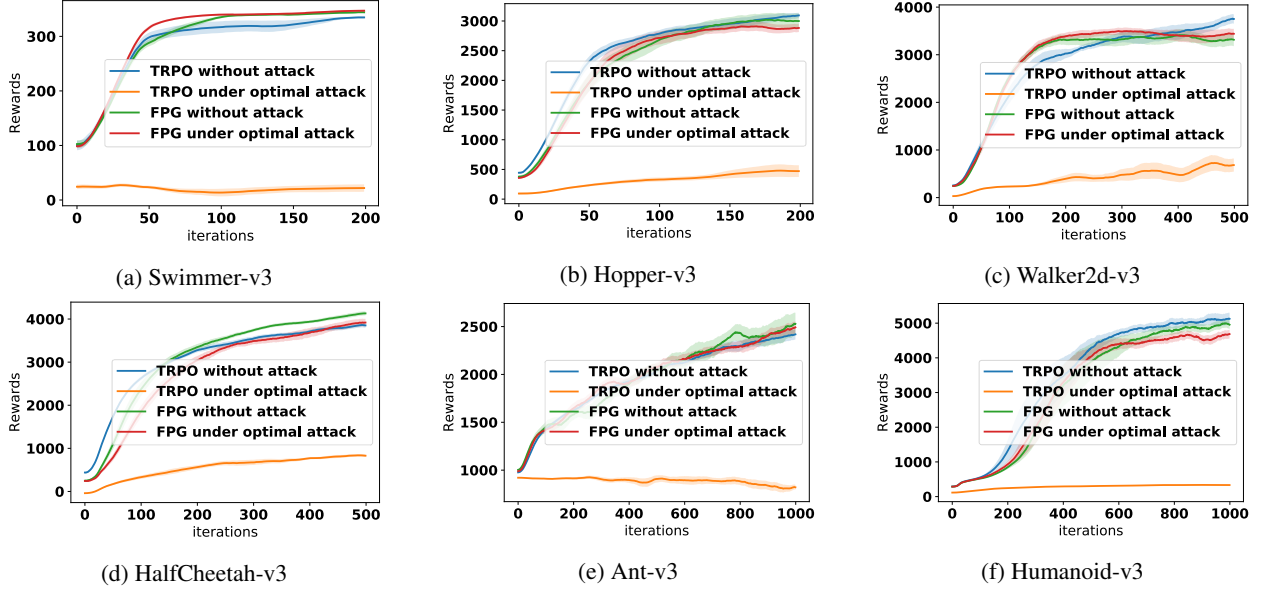 300
200
100
0
Rewards
TRPO without attack
TRPO under optimal attack
FPG without attack
FPG under optimal attack
0 50 100 150 200
iterations
(a) Swimmer-v3
3000
2500
2000
1500
1000
500
0
Rewards
TRPO without attack
TRPO under optimal attack
FPG without attack
FPG under optimal attack
0 50 100 150 200
iterations
(b) Hopper-v3
4000
3000
2000
1000
0
Rewards
TRPO without attack
TRPO under optimal attack
FPG without attack
FPG under optimal attack
0 100 200 300 400 500
iterations
(c) Walker2d-v3
4000
3000
2000
1000
0
Rewards
TRPO without attack
TRPO under optimal attack
FPG without attack
FPG under optimal attack
0 100 200 300 400 500
iterations
(d) HalfCheetah-v3
2500
2000
1500
1000
Rewards
TRPO without attack
TRPO under optimal attack
FPG without attack
FPG under optimal attack
0 200 400 600 800 1000
iterations
(e) Ant-v3
5000
4000
3000
2000
1000
0
Rewards
TRPO without attack
TRPO under optimal attack
FPG without attack
FPG under optimal attack
0 200 400 600 800 1000
iterations
(f) Humanoid-v3